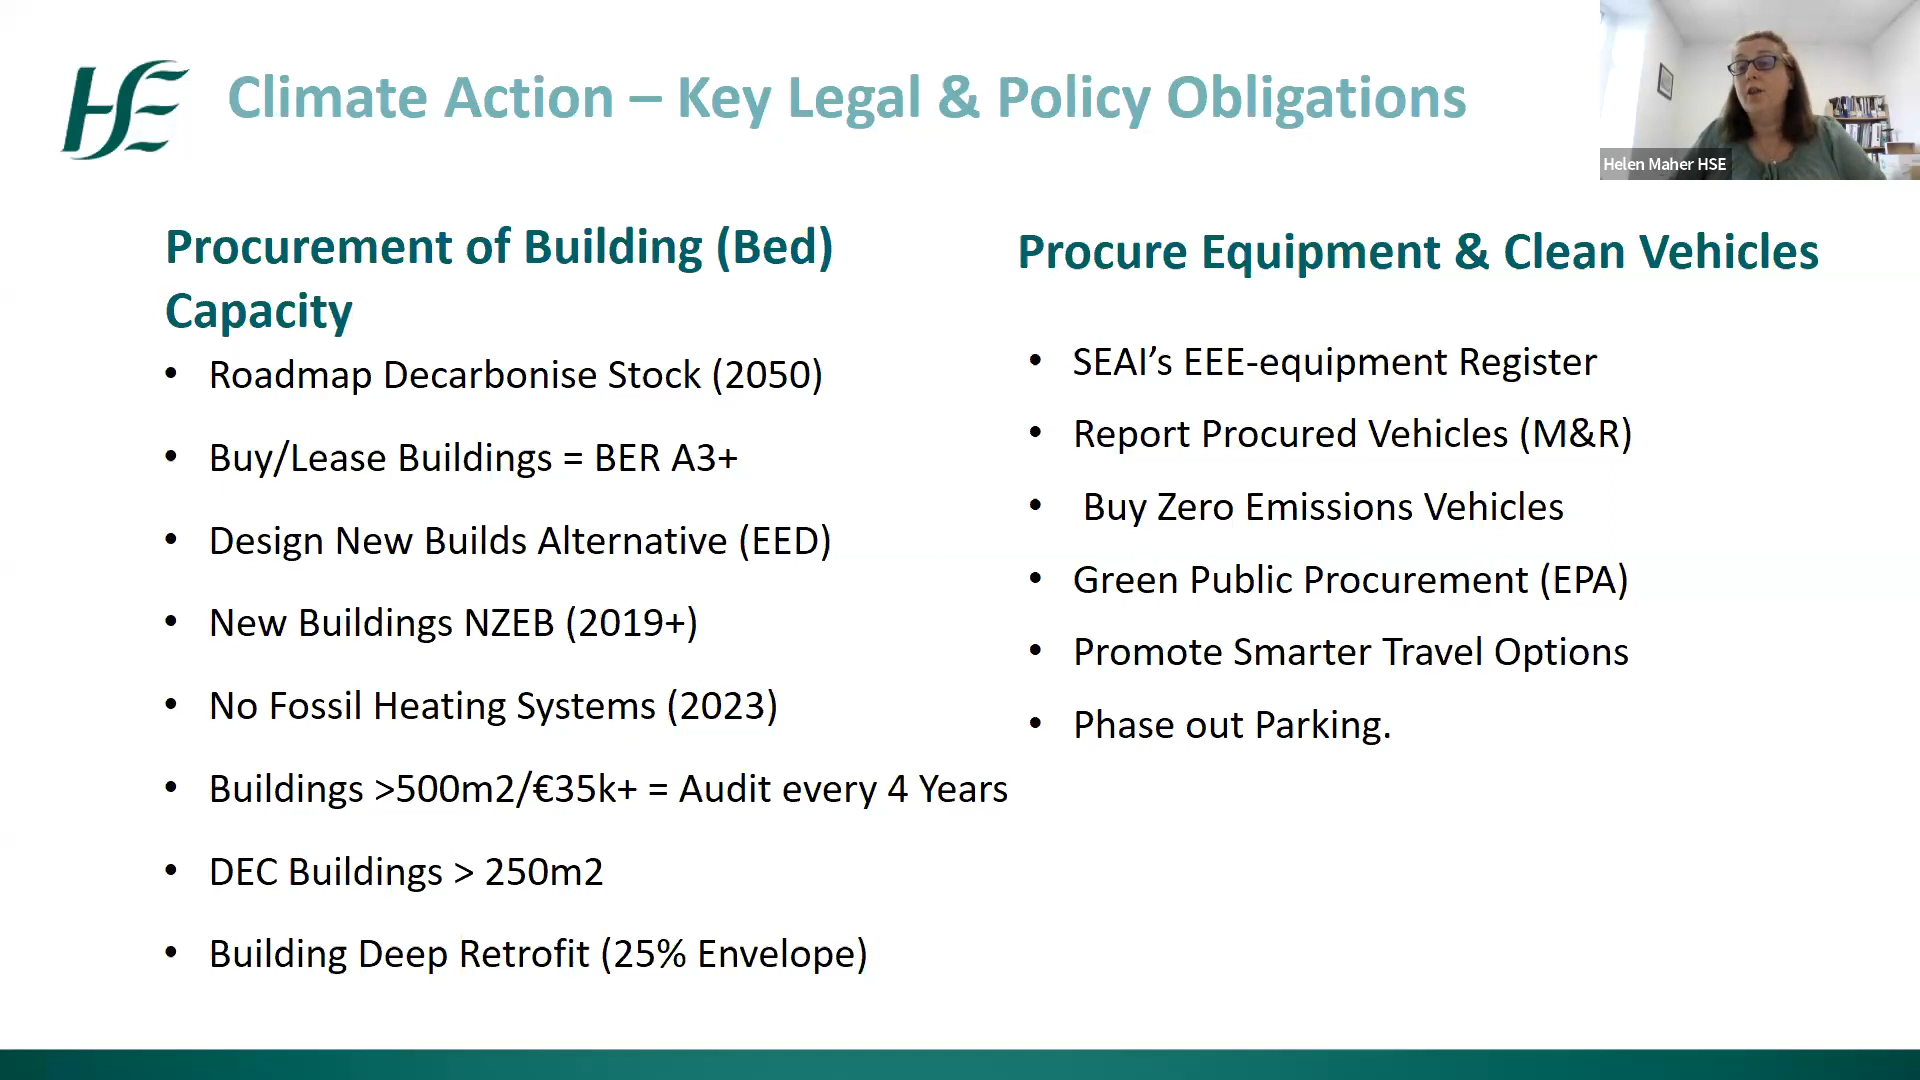 HSE
Climate Action – Key Legal & Policy Obligations
Helen Maher HSE
Procurement of Building (Bed)
Capacity
• Roadmap Decarbonise Stock (2050)
• Buy/Lease Buildings = BER A3+
• Design New Builds Alternative (EED)
• New Buildings NZEB (2019+)
• No Fossil Heating Systems (2023)
• Buildings >500m2/€35k+ = Audit every 4 Years
• DEC Buildings > 250m2
• Building Deep Retrofit (25% Envelope)
Procure Equipment & Clean Vehicles
• SEAI’s EEE-equipment Register
• Report Procured Vehicles (M&R)
• Buy Zero Emissions Vehicles
• Green Public Procurement (EPA)
• Promote Smarter Travel Options
• Phase out Parking.